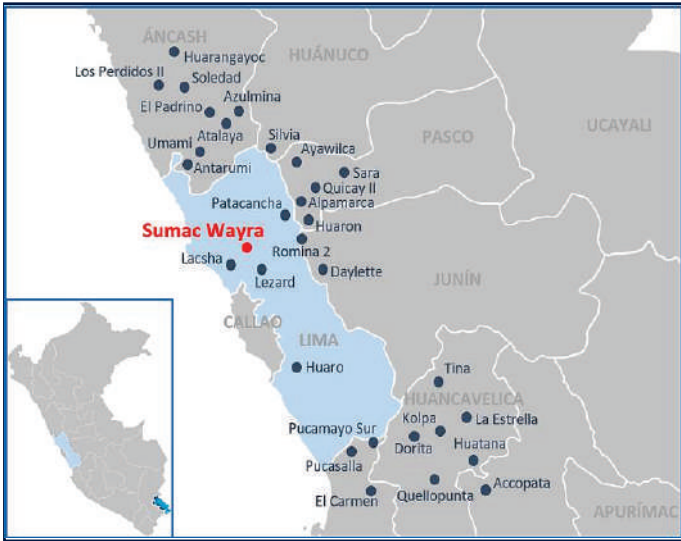 ÁNCASH
Huarangayoc
HUÁNUCO
Los Perdidos II
Soledad
El Padrino
Azulmina
UCAYALI
PASCO
Atalaya
Silvia
Umami
Ayawilca
Antarumi
Sara
Quicay II
Alpamarca
Patacancha
Huaron
Sumac Wayra
Romina 2
Lacsha
Lezard
Daylette
JUNÍN
CALLAO
LIMA
Huaro
Tina
HUANCAVELICA
Kolpa
La Estrella
Pucamayo Sur
Dorita
Huatana
Pucasalla
El Carmen
Quellopunta
Accopata
APURÍMAC